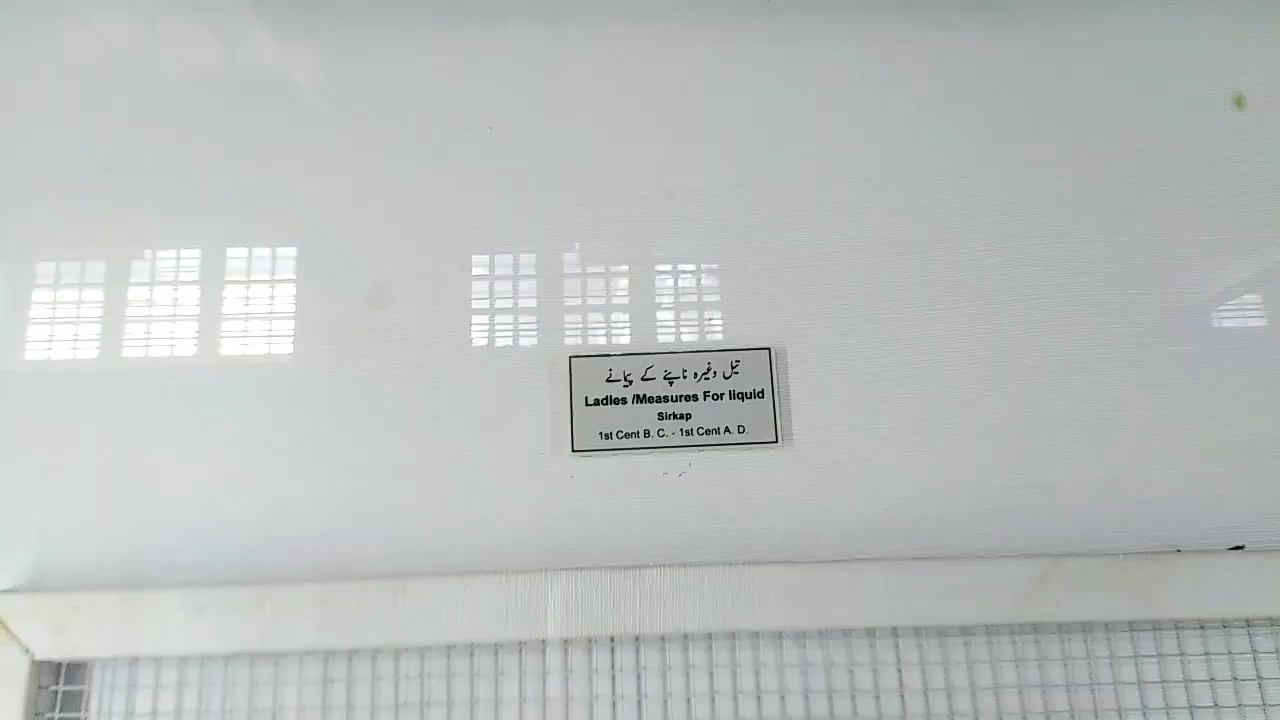 تیل وغیرہ ناپنے کے پیمانے
Ladles /Measures For liquid
Sirkap
1st Cent B. C. - 1st Cent A. D.